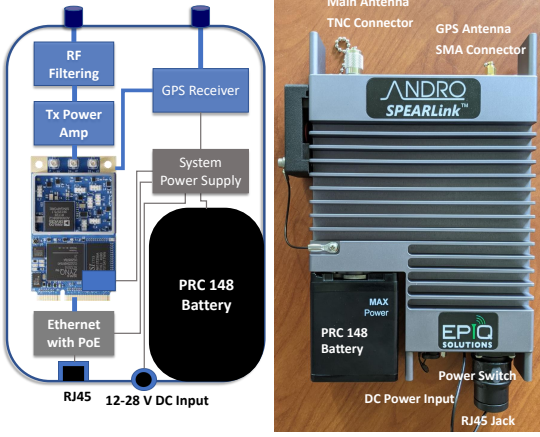 RF
Filtering
Tx Power
Amp
GPS Receiver
System
Power Supply
PRC 148
Battery
Ethernet
with PoE
RJ45
12-28 V DC Input
Main Antenna
TNC Connector
GPS Antenna
SMA Connector
ANDRO
SPEARLink™
MAX
Power
PRC 148
Battery
EPIQ
SOLUTIONS
Power Switch
DC Power Input
RJ45 Jack